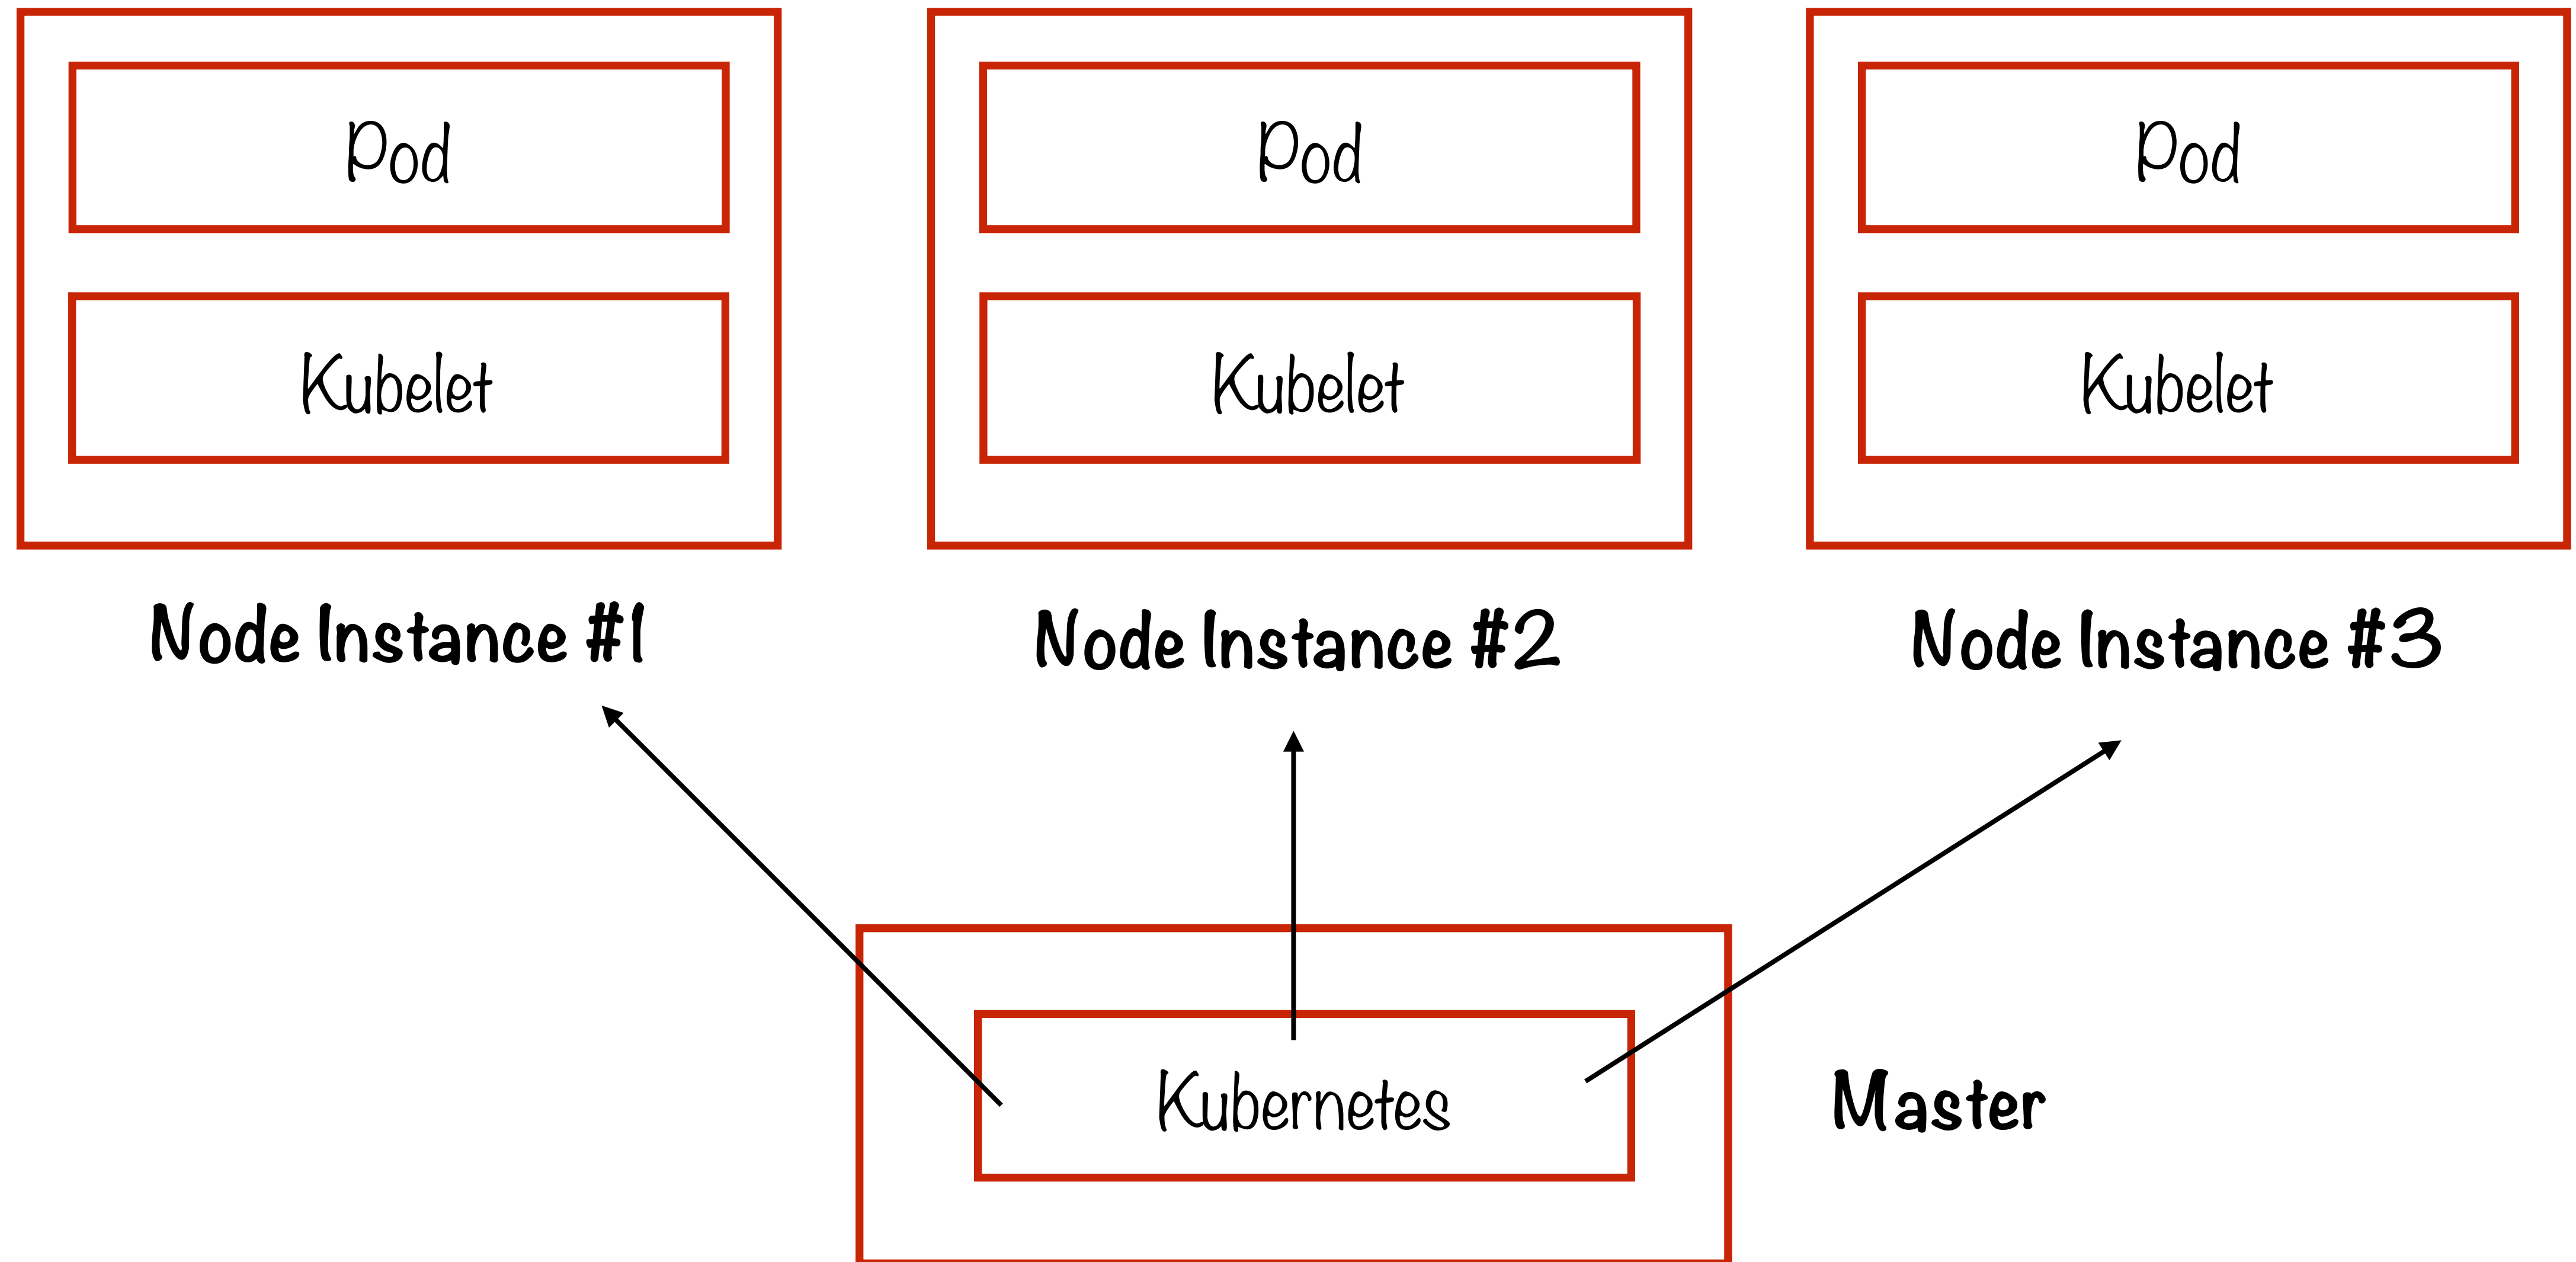 Pod
Kubelet
Node Instance #1
Pod
Kubelet
Node Instance #2
Pod
Kubelet
Node Instance #3
Kubernetes
Master